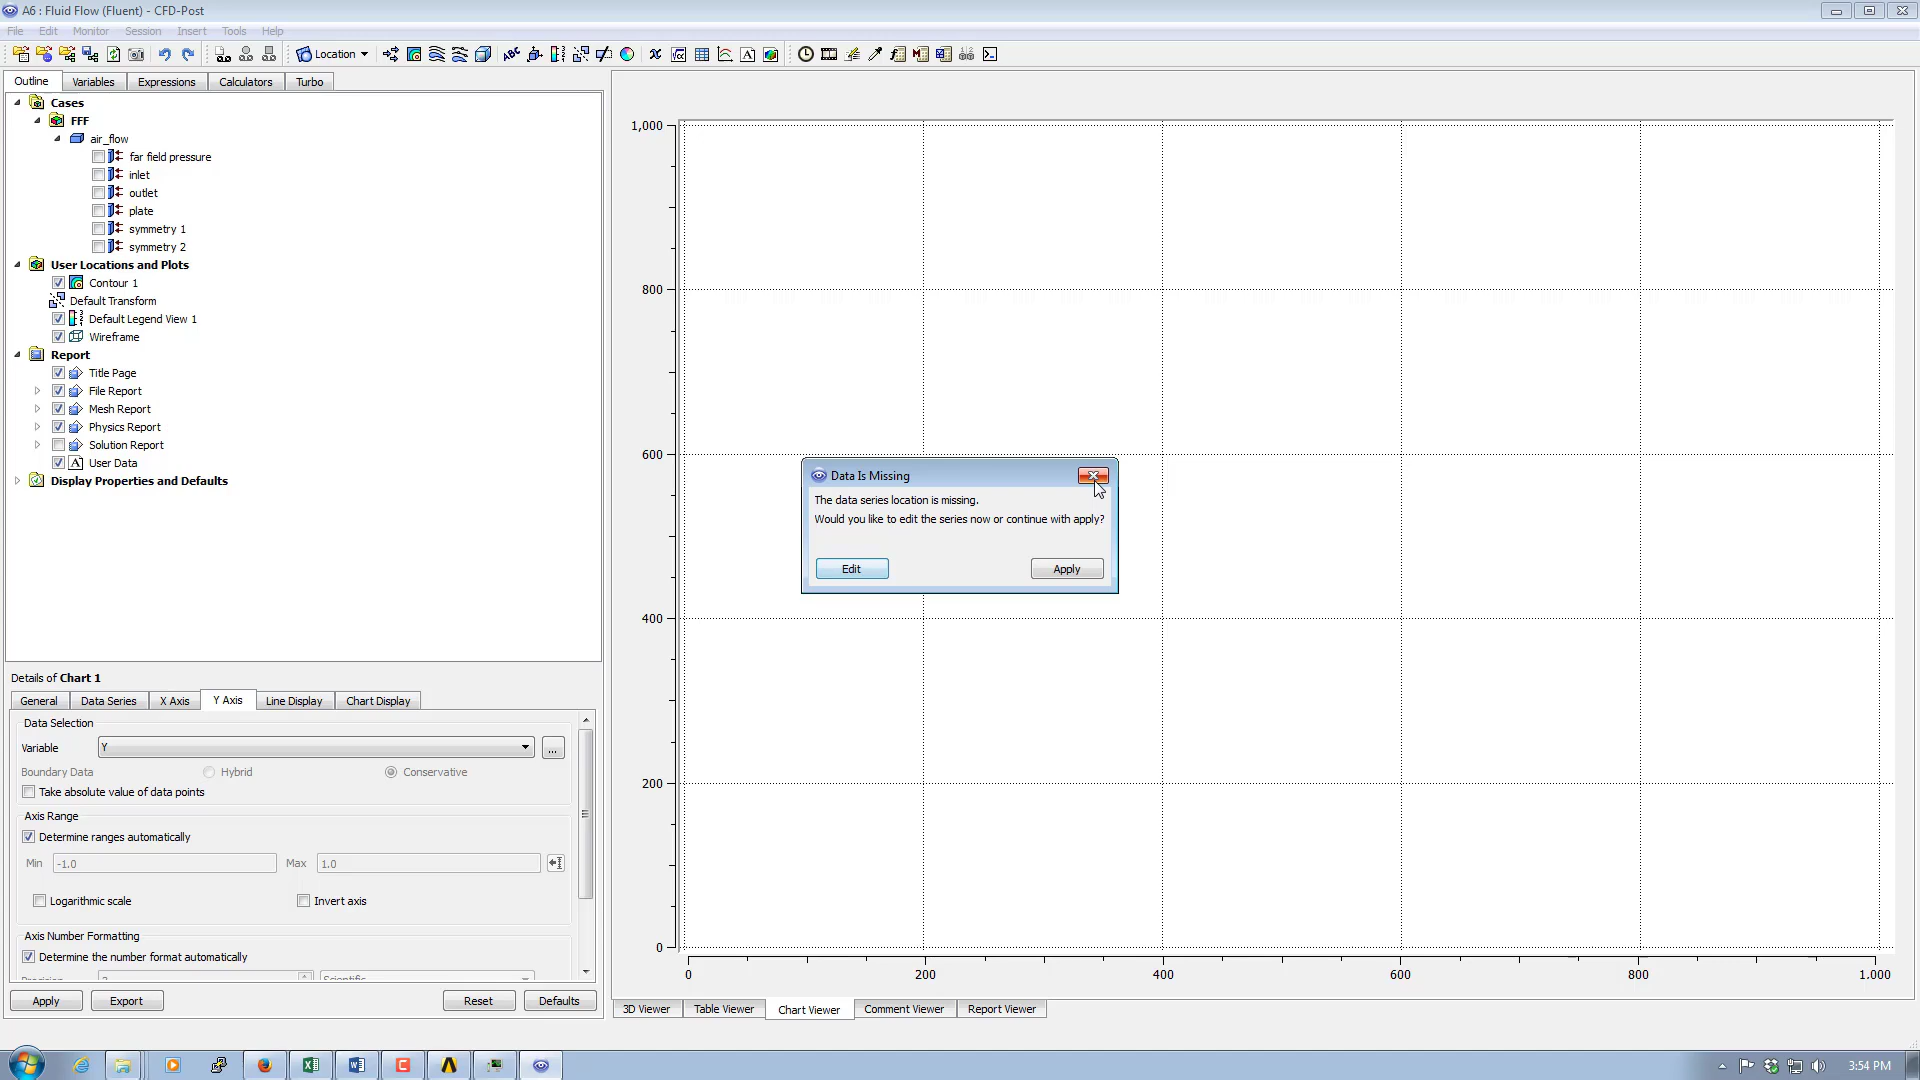 A6 : Fluid Flow (Fluent) - CFD-Post
File Edit Monitor Session Insert Tools Help
Location
Outline Variables Expressions Calculators Turbo
Cases
FFF
air_flow
far field pressure
inlet
outlet
plate
symmetry 1
symmetry 2
User Locations and Plots
Contour 1
Default Transform
Default Legend View 1
Wireframe
Report
Title Page
File Report
Mesh Report
Physics Report
Solution Report
A User Data
Display Properties and Defaults
Details of Chart 1
General Data Series X Axis Y Axis Line Display Chart Display
Data Selection
Variable Y ...
Boundary Data Hybrid Conservative
Take absolute value of data points
Axis Range
Determine ranges automatically
Min -1.0 Max 1.0
Logarithmic scale Invert axis
Axis Number Formatting
Determine the number format automatically
Precision Scientific
Apply Export Reset Defaults
1,000
800
600
400
200
0
0 200 400 600 800 1.000
Data Is Missing
The data series location is missing.
Would you like to edit the series now or continue with apply?
Edit Apply
3D Viewer Table Viewer Chart Viewer Comment Viewer Report Viewer
3:54 PM